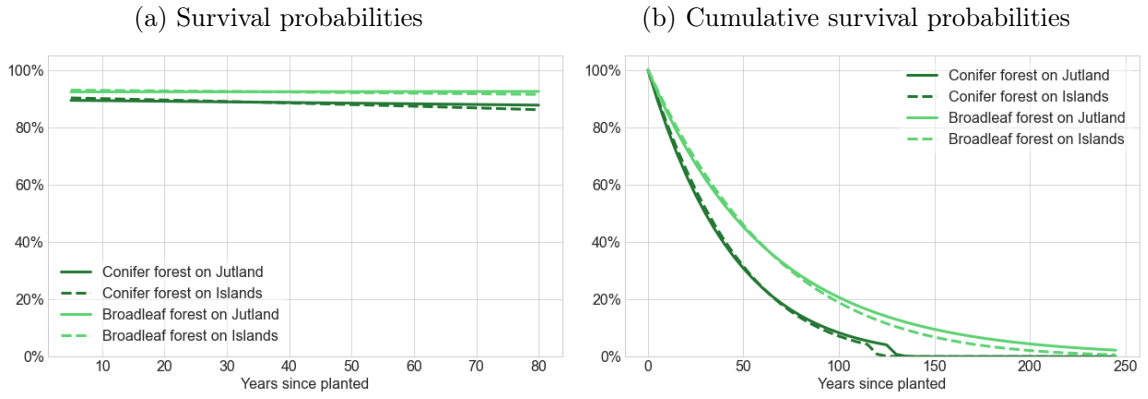 (a) Survival probabilities
100%
80%
60%
40%
20%
0%
Conifer forest on Jutland
Conifer forest on Islands
Broadleaf forest on Jutland
Broadleaf forest on Islands
10 20 30 40 50 60 70 80
Years since planted
(b) Cumulative survival probabilities
100%
80%
60%
40%
20%
0%
Conifer forest on Jutland
Conifer forest on Islands
Broadleaf forest on Jutland
Broadleaf forest on Islands
0 50 100 150 200 250
Years since planted